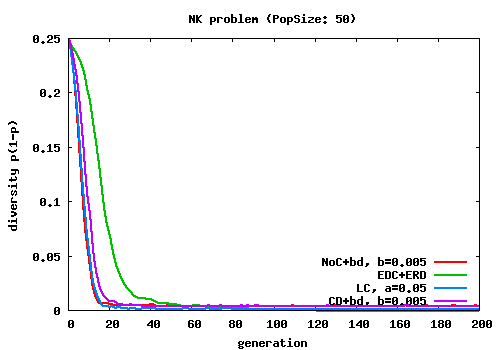 NK problem (PopSize: 50)
0.25
0.2
0.15
0.1
0.05
0
diversity p(1-p)
NoC+bd, b=0.005
EDC+ERD
LC, a=0.05
CD+bd, b=0.005
0 20 40 60 80 100 120 140 160 180 200
generation